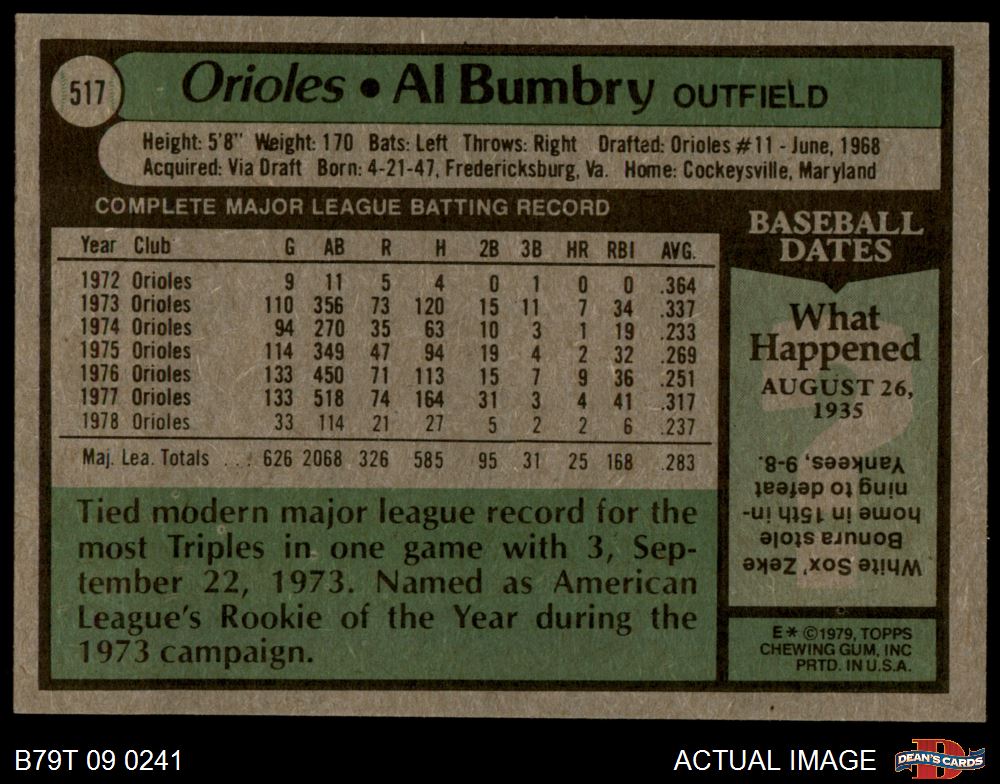 517
Orioles • Al Bumbry OUTFIELD
Height: 5'8" Weight: 170 Bats: Left Throws: Right Drafted: Orioles #11 - June, 1968
Acquired: Via Draft Born: 4-21-47, Fredericksburg, Va. Home: Cockeysville, Maryland
COMPLETE MAJOR LEAGUE BATTING RECORD
Year Club G AB R H 2B 3B HR RBI AVG.
1972 Orioles 9 11 5 4 0 1 0 0 .364
1973 Orioles 110 356 73 120 15 11 7 34 .337
1974 Orioles 94 270 35 63 10 3 1 19 .233
1975 Orioles 114 349 47 94 19 4 2 32 .269
1976 Orioles 133 450 71 113 15 7 9 36 .251
1977 Orioles 133 518 74 164 31 3 4 41 .317
1978 Orioles 33 114 21 27 5 2 2 6 .237
Maj. Lea. Totals . . . 626 2068 326 585 95 31 25 168 .283
Tied modern major league record for the
most Triples in one game with 3, Sep-
tember 22, 1973. Named as American
League's Rookie of the Year during the
1973 campaign.
BASEBALL
DATES
What
Happened
AUGUST 26,
1935
White Sox' Zeke
Bonura stole
home in 15th in-
ning to defeat
Yankees, 9-8.
E* ©1979, TOPPS
CHEWING GUM, INC
PRTD. IN U.S.A.
B79T 09 0241
ACTUAL IMAGE
D
DEAN'S CARDS